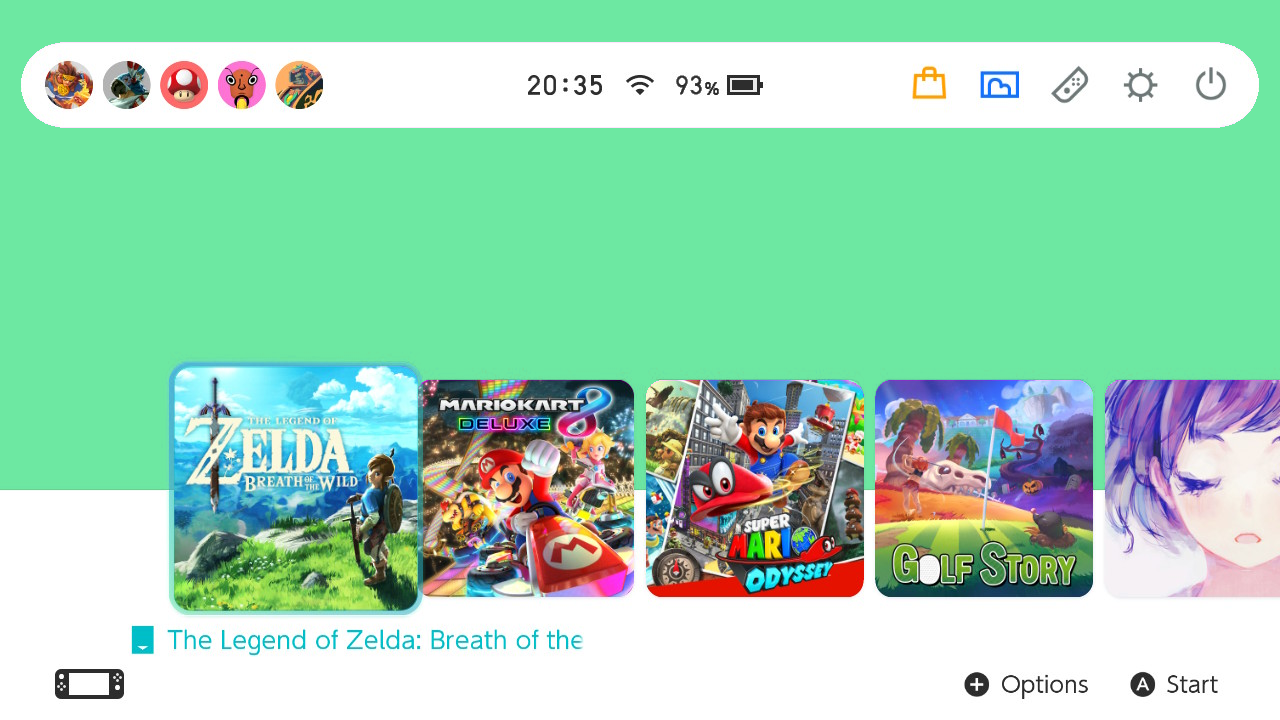 20:35 93%
THE LEGEND OF
ZELDA
BREATH OF THE WILD
MARIOKART 8
DELUXE
SUPER
MARIO
ODYSSEY
GOLF STORY
The Legend of Zelda: Breath of the
Options
A Start